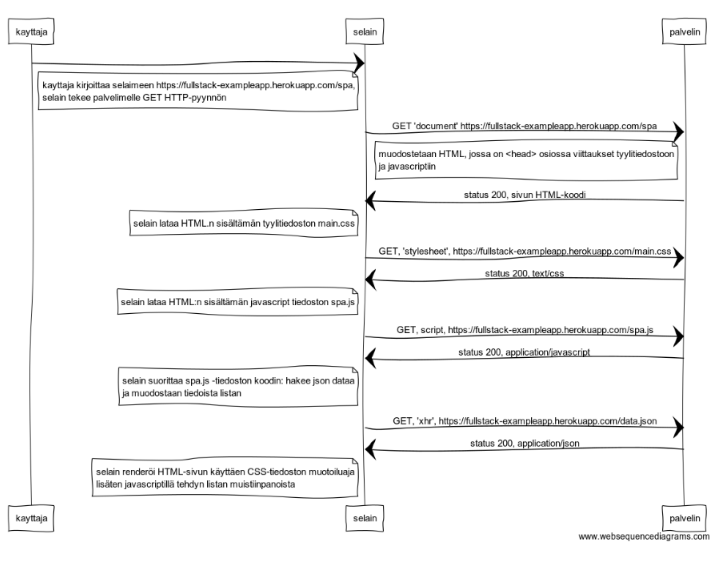 kayttaja
selain
palvelin
kayttaja kirjoittaa selaimeen https://fullstack-exampleapp.herokuapp.com/spa,
selain tekee palvelimelle GET HTTP-pyynnön
GET 'document' https://fullstack-exampleapp.herokuapp.com/spa
muodostetaan HTML, jossa on <head> osiossa viittaukset tyylitiedostoon
ja javascriptiin
status 200, sivun HTML-koodi
selain lataa HTML.n sisältämän tyylitiedoston main.css
GET, 'stylesheet', https://fullstack-exampleapp.herokuapp.com/main.css
status 200, text/css
selain lataa HTML:n sisältämän javascript tiedoston spa.js
GET, script, https://fullstack-exampleapp.herokuapp.com/spa.js
status 200, application/javascript
selain suorittaa spa.js -tiedoston koodin: hakee json dataa
ja muodostaan tiedoista listan
GET, 'xhr', https://fullstack-exampleapp.herokuapp.com/data.json
status 200, application/json
selain renderöi HTML-sivun käyttäen CSS-tiedoston muotoiluaja
lisäten javascriptillä tehdyn listan muistiinpanoista
kayttaja
selain
palvelin
www.websequencediagrams.com